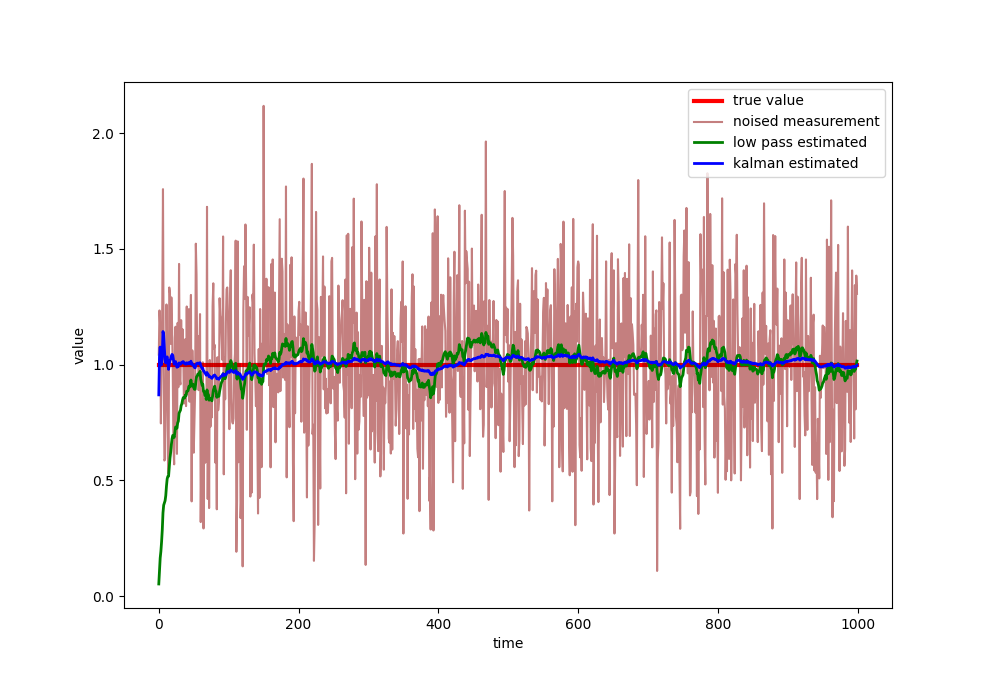 true value
noised measurement
low pass estimated
kalman estimated
2.0
1.5
1.0
0.5
0.0
value
0
200
400
600
800
1000
time